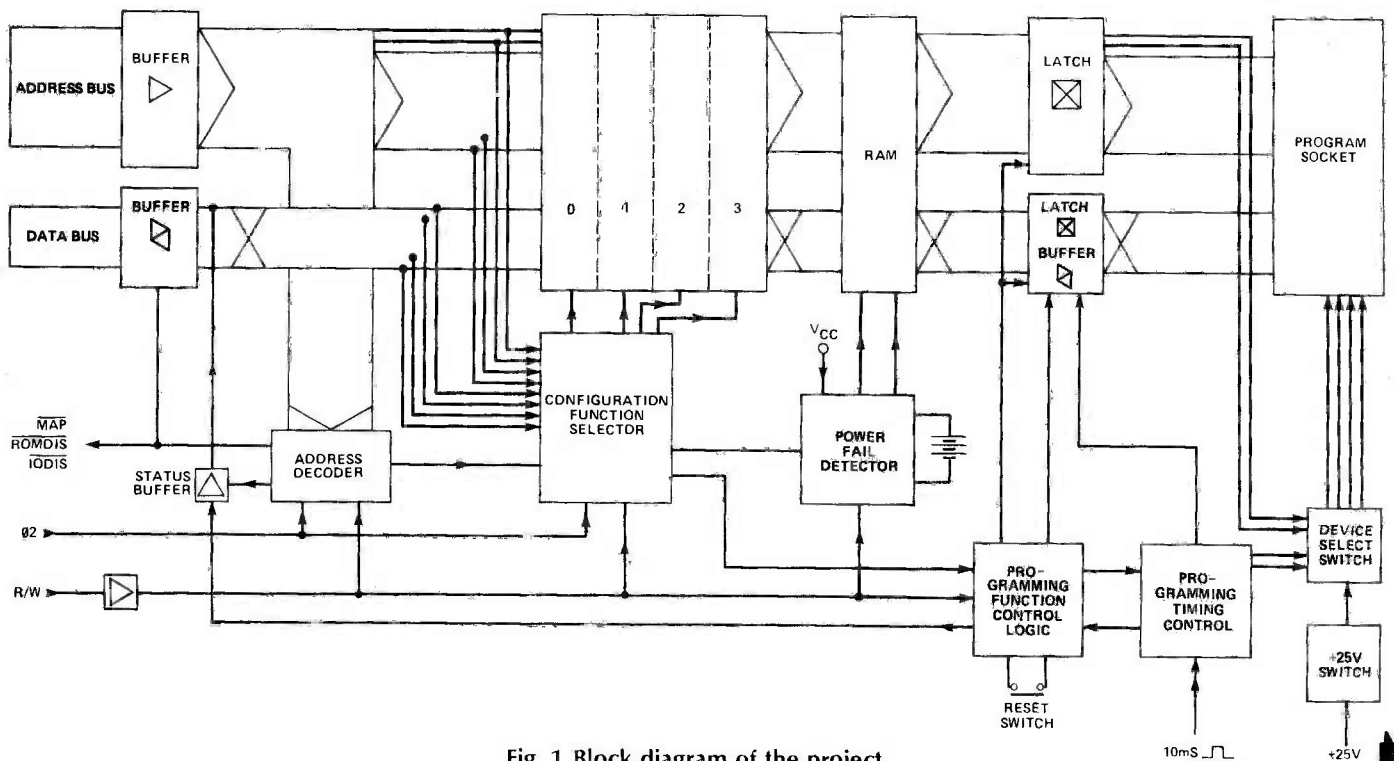 ADDRESS BUS
BUFFER
DATA BUS
BUFFER
0
1
2
3
RAM
LATCH
LATCH
BUFFER
PROGRAM
SOCKET
MAP
ROMDIS
IODIS
STATUS
BUFFER
ADDRESS
DECODER
CONFIGURATION
FUNCTION
SELECTOR
VCC
POWER
FAIL
DETECTOR
Ø2
R/W
PRO-
GRAMMING
FUNCTION
CONTROL
LOGIC
RESET
SWITCH
PRO-
GRAMMING
TIMING
CONTROL
10mS
DEVICE
SELECT
SWITCH
+25V
SWITCH
+25V
Fig. 1 Block diagram of the project